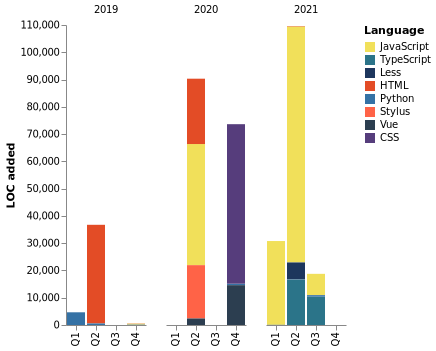 2019 2020 2021
Language
JavaScript
TypeScript
Less
HTML
Python
Stylus
Vue
CSS
LOC added
110,000
100,000
90,000
80,000
70,000
60,000
50,000
40,000
30,000
20,000
10,000
0
Q1 Q2 Q3 Q4 Q1 Q2 Q3 Q4 Q1 Q2 Q3 Q4